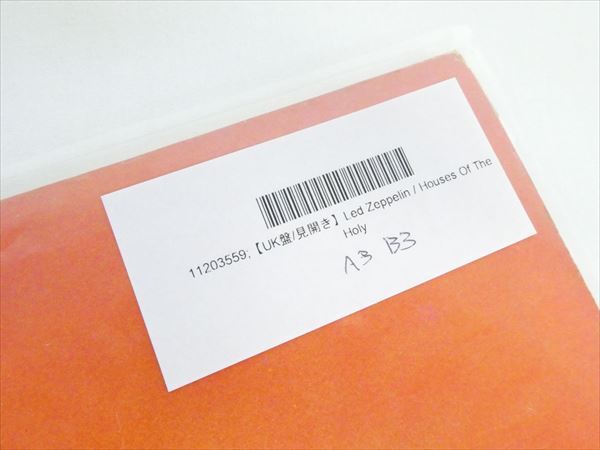 11203559;【UK盤/見開き】Led Zeppelin / Houses Of The
Holy
A3 B3